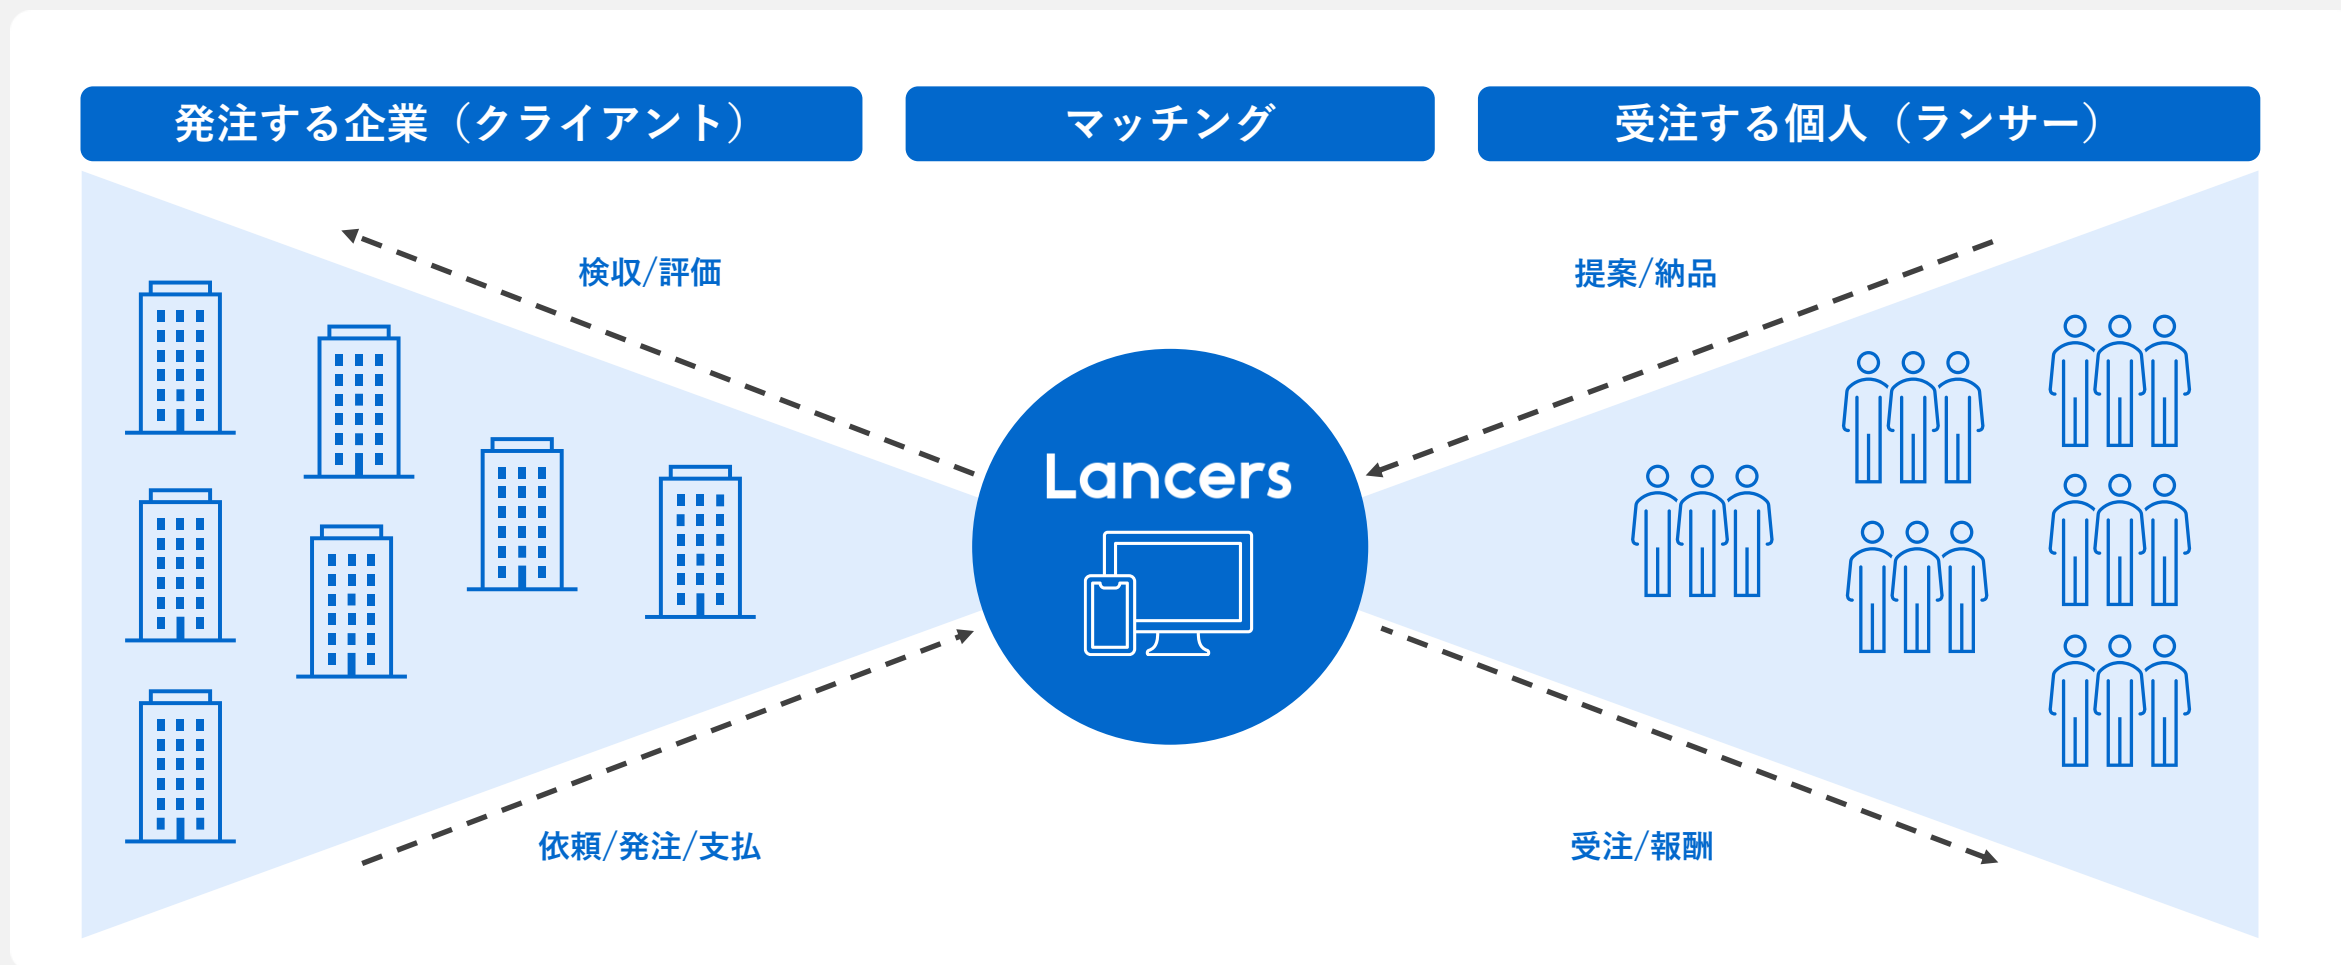 発注する企業（クライアント）
マッチング
受注する個人（ランサー）
検収/評価
提案/納品
Lancers
依頼/発注/支払
受注/報酬